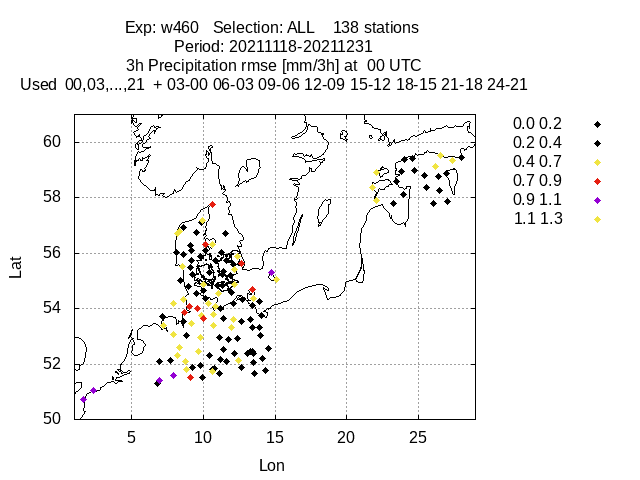 Exp: w460 Selection: ALL 138 stations
Period: 20211118-20211231
3h Precipitation rmse [mm/3h] at 00 UTC
Used 00,03,...,21 + 03-00 06-03 09-06 12-09 15-12 18-15 21-18 24-21
60
58
56
54
52
50
Lat
5 10 15 20 25
Lon
0.0 0.2
0.2 0.4
0.4 0.7
0.7 0.9
0.9 1.1
1.1 1.3